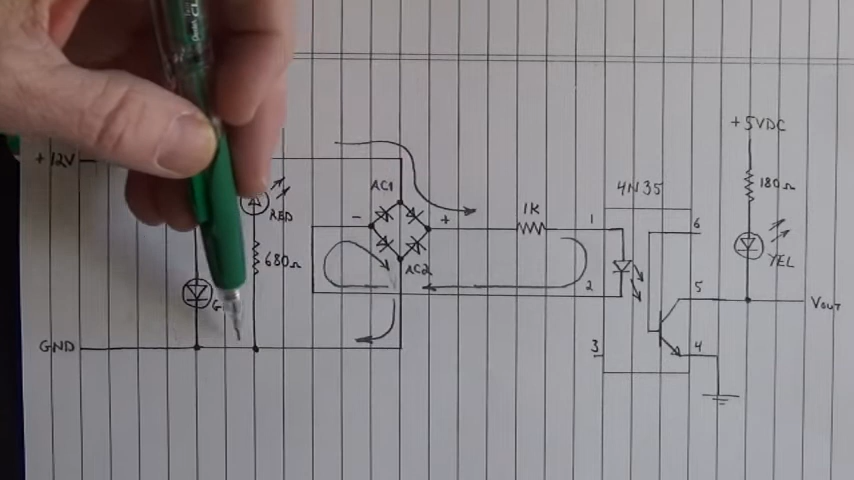 +5VDC
+12V
AC1
4N35
180Ω
RED
-
+
1K
1
6
680Ω
AC2
YEL
G
2
5
VOUT
GND
3
4